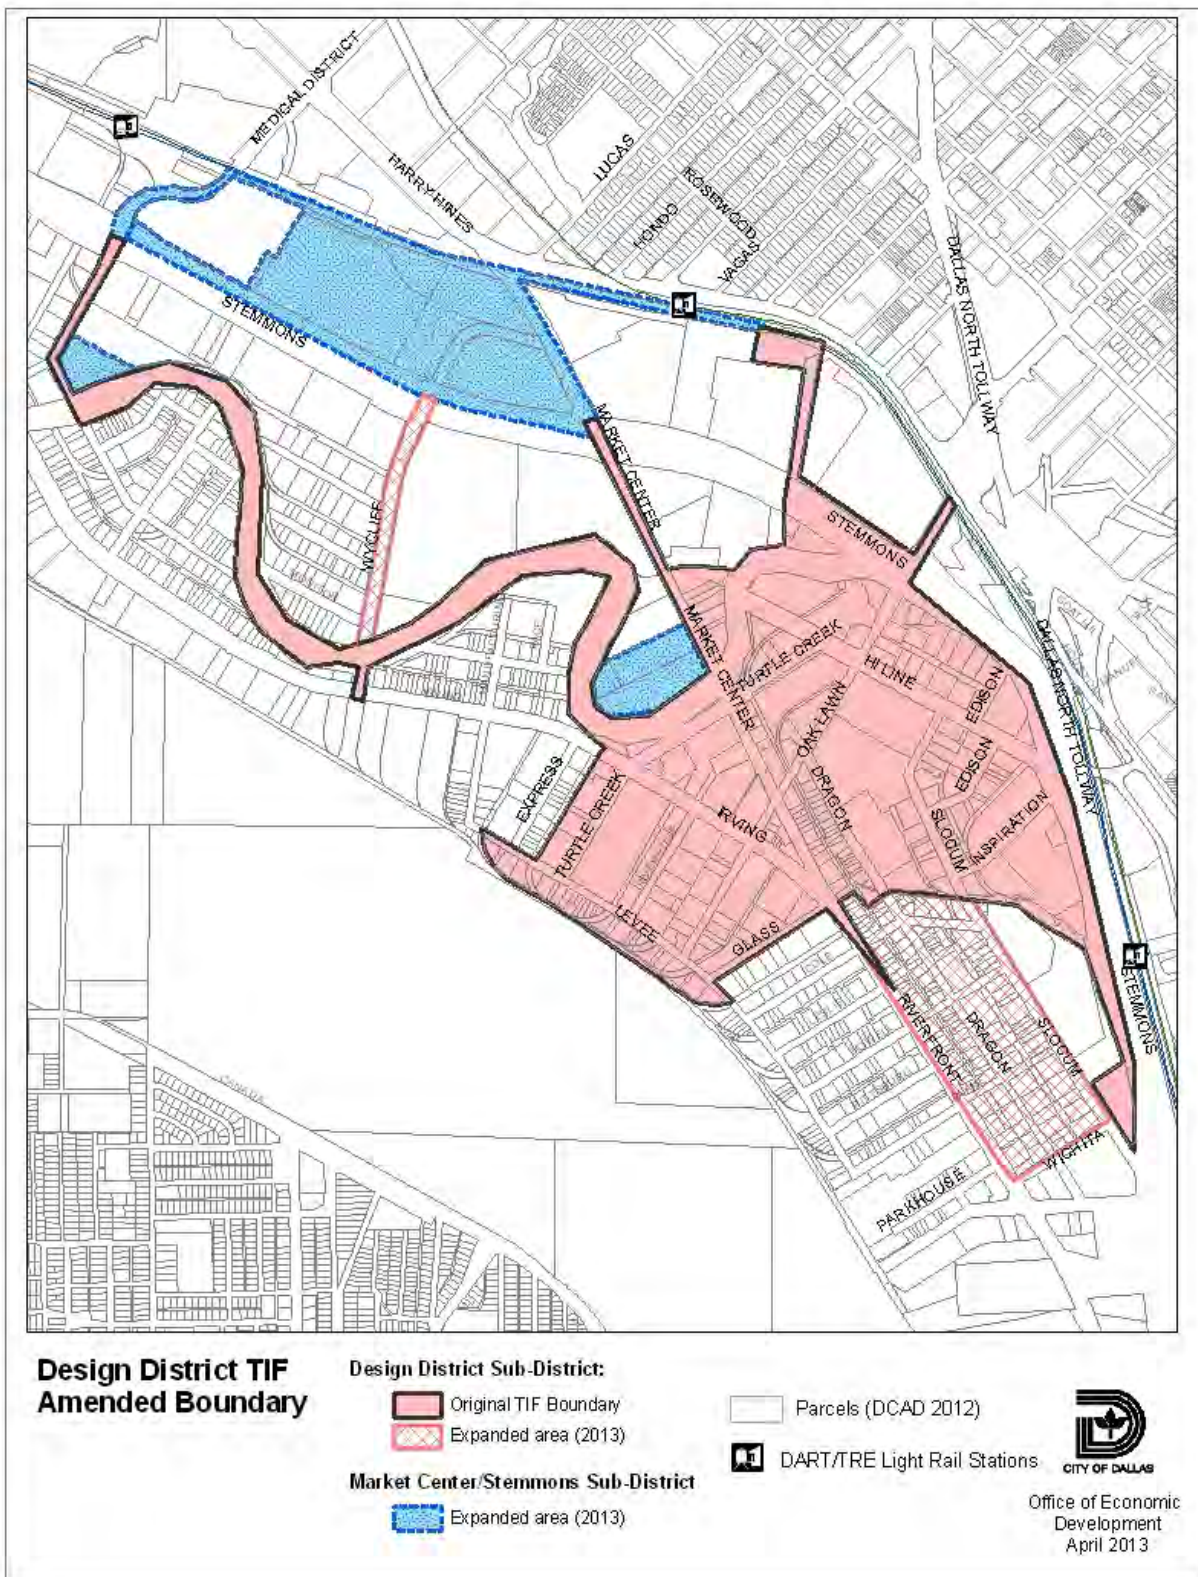 MEDICAL DISTRICT
HARRY HINES
LUCAS
ROSEWOOD
HONDO
VAGAS
DALLAS NORTH TOLLWAY
STEMMONS
MARKET CENTER
WYCLIFF
STEMMONS
MARKET CENTER
TURTLE CREEK
HI LINE
EDISON
OAK LAWN
DALLAS NORTH TOLLWAY
EXPRESS
TURTLE CREEK
IRVING
DRAGON
EDISON
SLOCUM
INSPIRATION
LEVEE
GLASS
RIVERFRONT
DRAGON
SLOCUM
STEMMONS
CANADA
WICHITA
PARKHOUSE
Design District TIF
Amended Boundary
Design District Sub-District:
Original TIF Boundary
Expanded area (2013)
Market Center/Stemmons Sub-District
Expanded area (2013)
Parcels (DCAD 2012)
DART/TRE Light Rail Stations
CITY OF DALLAS
Office of Economic
Development
April 2013